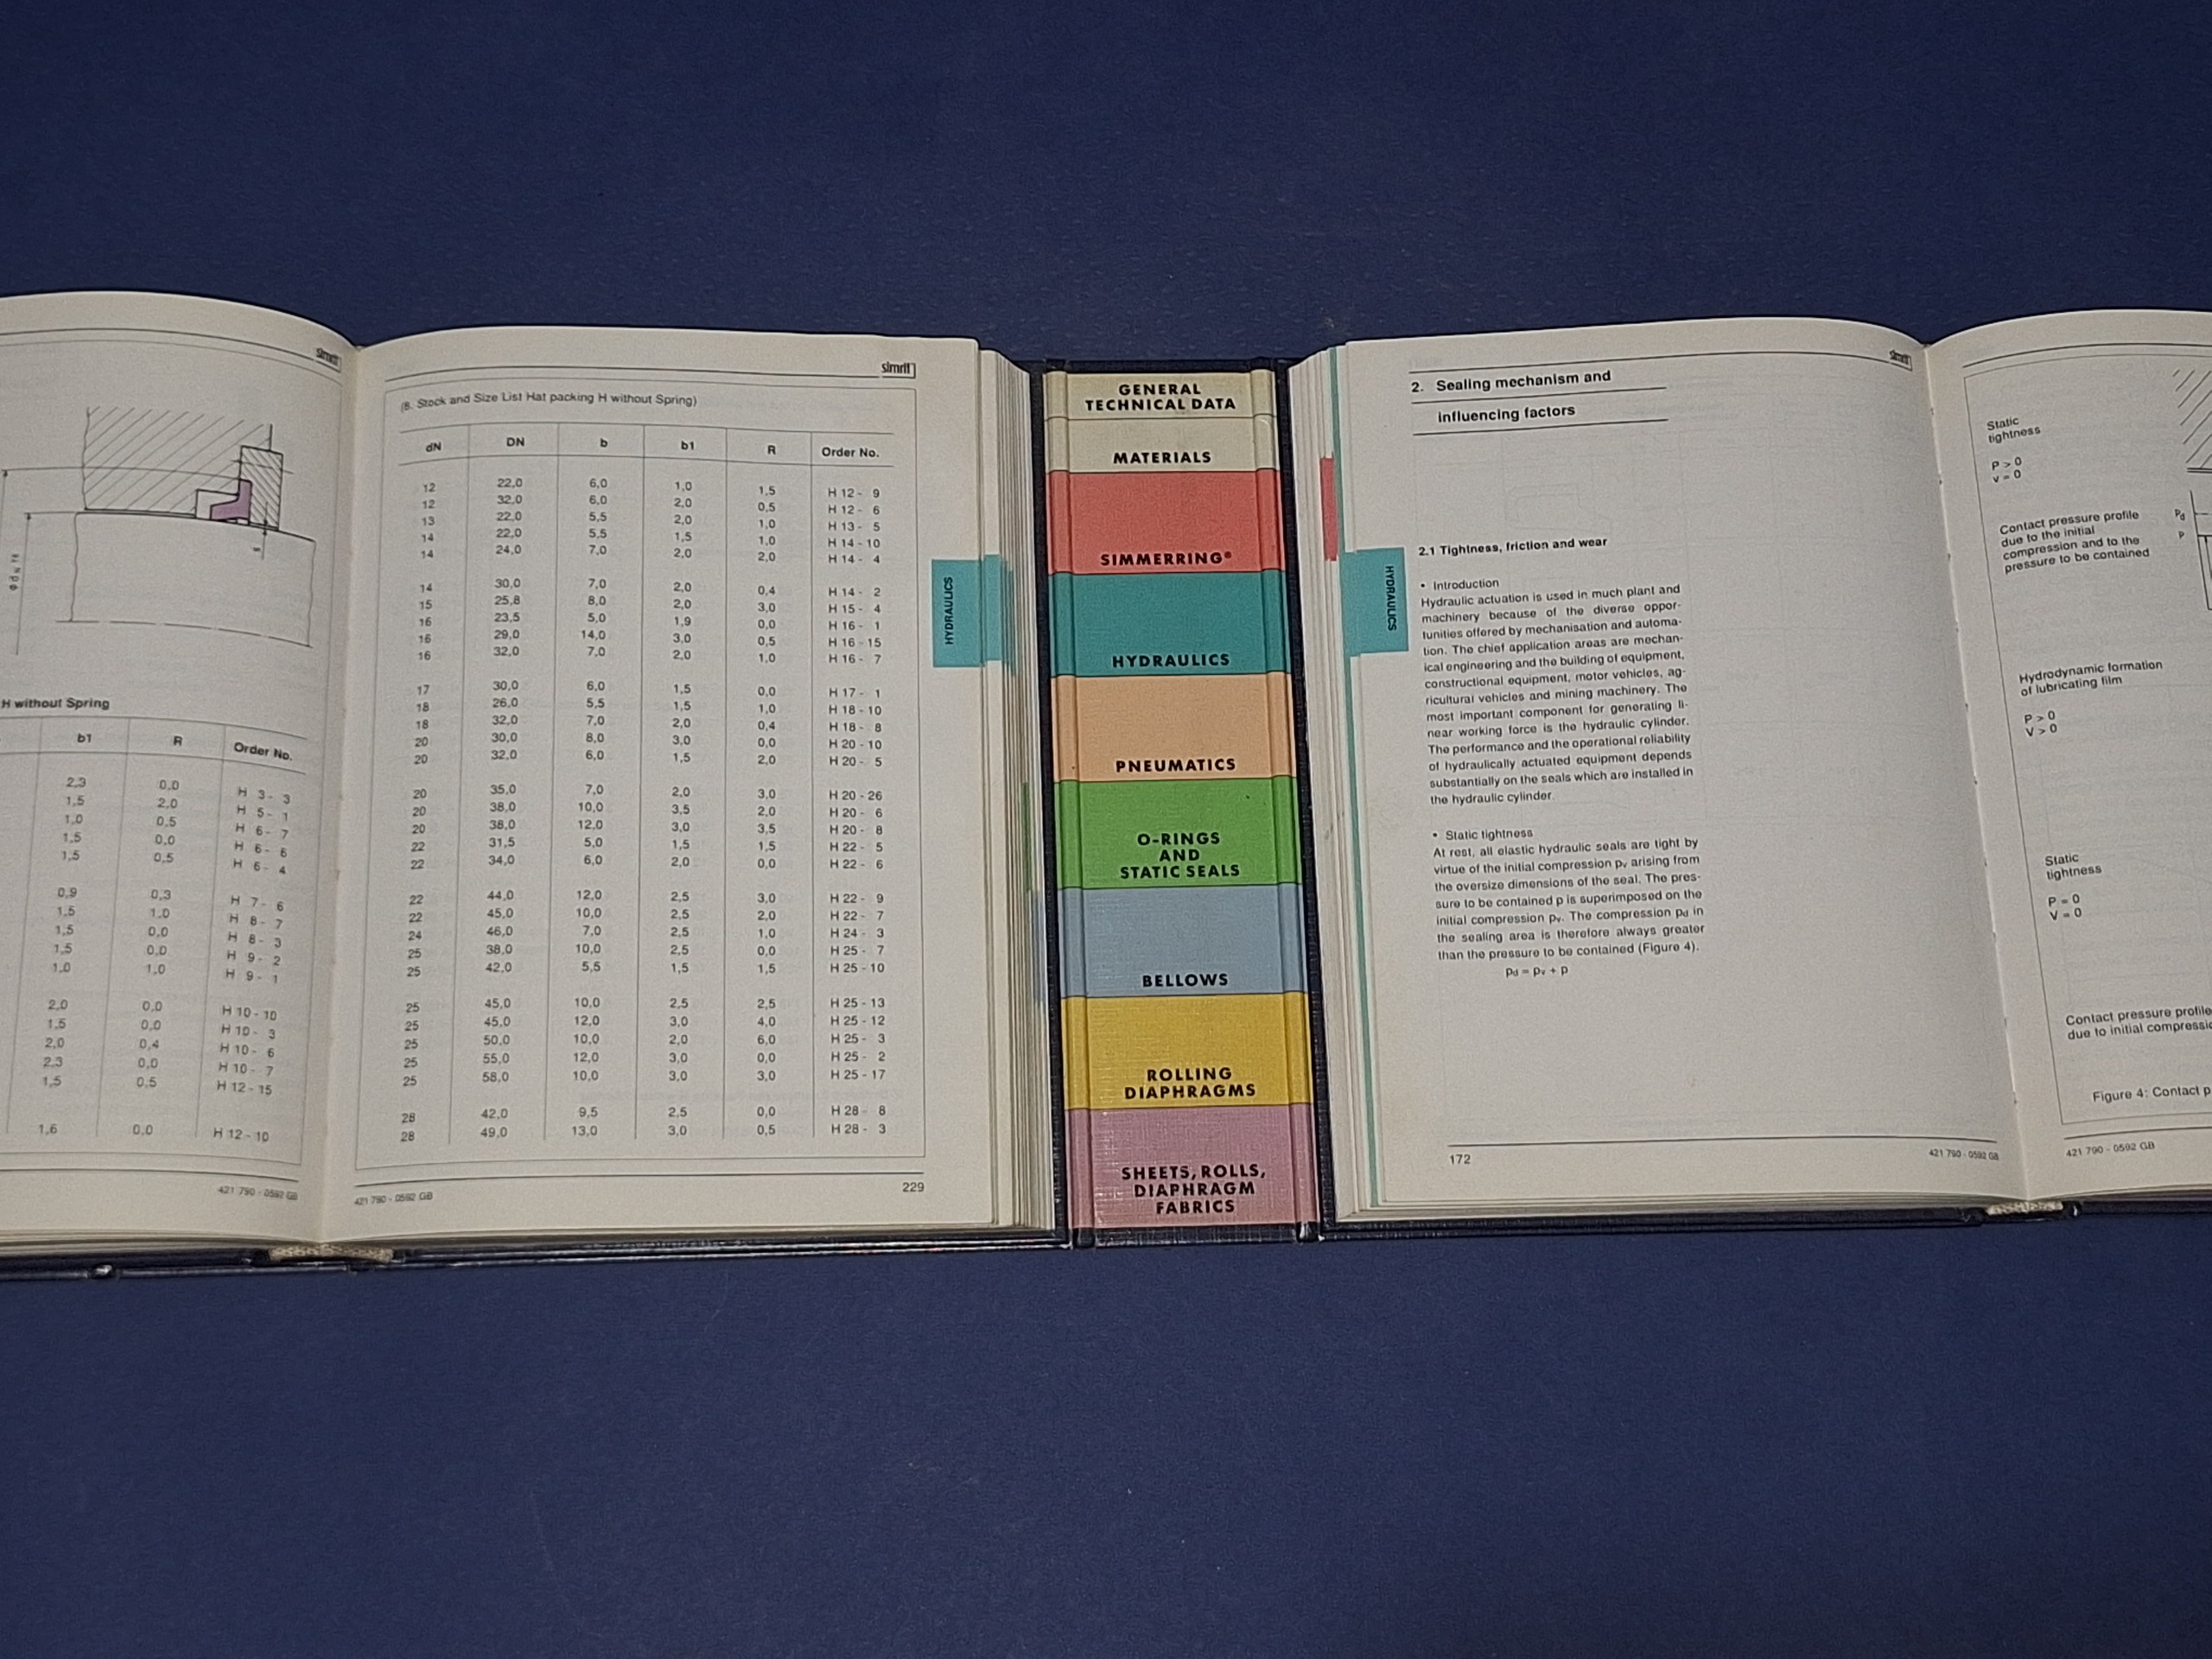 simrit
H without Spring
b1 R Order No.
2,3 0,0 H 3- 3
1,5 2,0 H 5- 1
1,0 0,5 H 6- 7
1,5 0,0 H 6- 6
1,5 0,5 H 6- 4
0,9 0,3 H 7- 6
1,5 1,0 H 8- 7
1,5 0,0 H 8- 3
1,5 0,0 H 9- 2
1,0 1,0 H 9- 1
2,0 0,0 H 10-10
1,5 0,0 H 10- 3
2,0 0,4 H 10- 6
2,3 0,0 H 10- 7
1,5 0,5 H 12-15
1,6 0,0 H 12-10
421 790 - 0592 GB
simrit
(8. Stock and Size List Hat packing H without Spring)
dN DN b b1 R Order No.
12 22,0 6,0 1,0 1,5 H 12- 9
12 32,0 6,0 2,0 0,5 H 12- 6
13 22,0 5,5 2,0 1,0 H 13- 5
14 22,0 5,5 1,5 1,0 H 14-10
14 24,0 7,0 2,0 2,0 H 14- 4
14 30,0 7,0 2,0 0,4 H 14- 2
15 25,8 8,0 2,0 3,0 H 15- 4
16 23,5 5,0 1,9 0,0 H 16- 1
16 29,0 14,0 3,0 0,5 H 16-15
16 32,0 7,0 2,0 1,0 H 16- 7
17 30,0 6,0 1,5 0,0 H 17- 1
18 26,0 5,5 1,5 1,0 H 18-10
18 32,0 7,0 2,0 0,4 H 18- 8
20 30,0 8,0 3,0 0,0 H 20-10
20 32,0 6,0 1,5 2,0 H 20- 5
20 35,0 7,0 2,0 3,0 H 20-26
20 38,0 10,0 3,5 2,0 H 20- 6
20 38,0 12,0 3,0 3,5 H 20- 8
22 31,5 5,0 1,5 1,5 H 22- 5
22 34,0 6,0 2,0 0,0 H 22- 6
22 44,0 12,0 2,5 3,0 H 22- 9
22 45,0 10,0 2,5 2,0 H 22- 7
24 46,0 7,0 2,5 1,0 H 24- 3
25 38,0 10,0 2,5 0,0 H 25- 7
25 42,0 5,5 1,5 1,5 H 25-10
25 45,0 10,0 2,5 2,5 H 25-13
25 45,0 12,0 3,0 4,0 H 25-12
25 50,0 10,0 2,0 6,0 H 25- 3
25 55,0 12,0 3,0 0,0 H 25- 2
25 58,0 10,0 3,0 3,0 H 25-17
28 42,0 9,5 2,5 0,0 H 28- 8
28 49,0 13,0 3,0 0,5 H 28- 3
421 790 - 0592 GB 229
HYDRAULICS
GENERAL
TECHNICAL DATA
MATERIALS
SIMMERRING®
HYDRAULICS
PNEUMATICS
O-RINGS
AND
STATIC SEALS
BELLOWS
ROLLING
DIAPHRAGMS
SHEETS, ROLLS,
DIAPHRAGM
FABRICS
HYDRAULICS
simrit
2. Sealing mechanism and
influencing factors
2.1 Tightness, friction and wear
• Introduction
Hydraulic actuation is used in much plant and
machinery because of the diverse oppor-
tunities offered by mechanisation and automa-
tion. The chief application areas are mechan-
ical engineering and the building of equipment,
constructional equipment, motor vehicles, ag-
ricultural vehicles and mining machinery. The
most important component for generating li-
near working force is the hydraulic cylinder.
The performance and the operational reliability
of hydraulically actuated equipment depends
substantially on the seals which are installed in
the hydraulic cylinder.
• Static tightness
At rest, all elastic hydraulic seals are tight by
virtue of the initial compression pv arising from
the oversize dimensions of the seal. The pres-
sure to be contained p is superimposed on the
initial compression pv. The compression pd in
the sealing area is therefore always greater
than the pressure to be contained (Figure 4).
pd = pv + p
172 421 790 - 0592 GB
Static
tightness
P > 0
v = 0
Contact pressure profile
due to the initial
compression and to the
pressure to be contained
Pd
P
Hydrodynamic formation
of lubricating film
P > 0
V > 0
Static
tightness
P = 0
V = 0
Contact pressure profile
due to initial
Figure 4: Contact
421 790 - 0592 GB